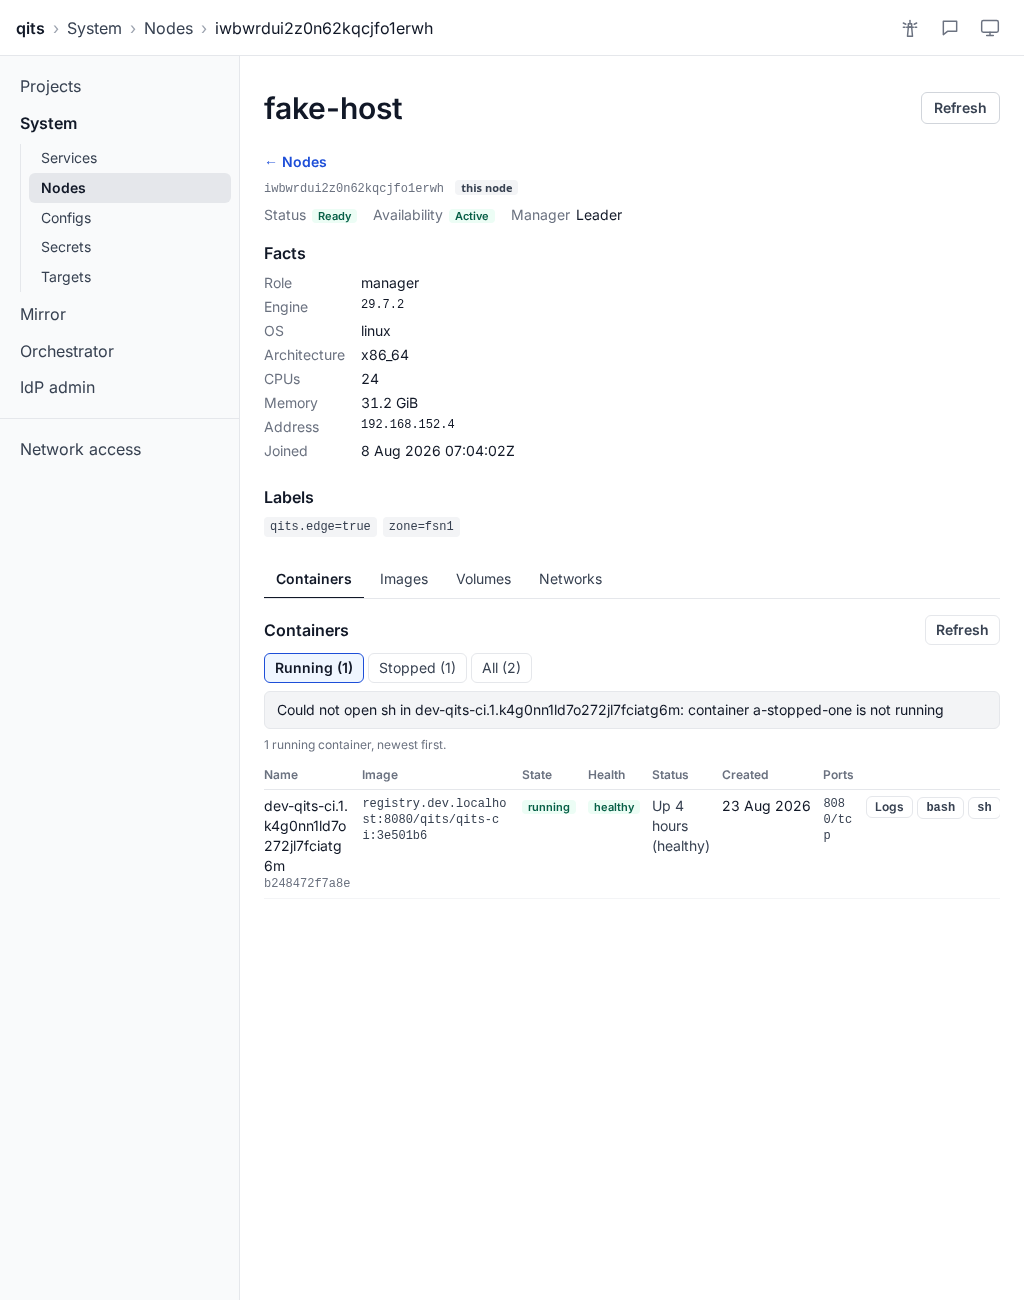 qits › System › Nodes › iwbwrdui2z0n62kqcjfo1erwh
Projects
System
Services
Nodes
Configs
Secrets
Targets
Mirror
Orchestrator
IdP admin
Network access
fake-host
Refresh
← Nodes
iwbwrdui2z0n62kqcjfo1erwh this node
Status Ready Availability Active Manager Leader
Facts
Role manager
Engine 29.7.2
OS linux
Architecture x86_64
CPUs 24
Memory 31.2 GiB
Address 192.168.152.4
Joined 8 Aug 2026 07:04:02Z
Labels
qits.edge=true zone=fsn1
Containers Images Volumes Networks
Containers
Refresh
Running (1) Stopped (1) All (2)
Could not open sh in dev-qits-ci.1.k4g0nn1ld7o272jl7fciatg6m: container a-stopped-one is not running
1 running container, newest first.
Name Image State Health Status Created Ports
dev-qits-ci.1.
k4g0nn1ld7o
272jl7fciatg
6m
b248472f7a8e
registry.dev.localho
st:8080/qits/qits-c
i:3e501b6
running
healthy
Up 4
hours
(healthy)
23 Aug 2026
808
0/tc
p
Logs bash sh